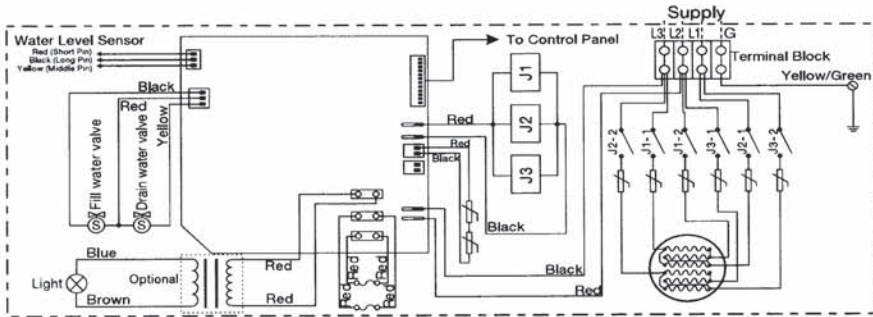 Supply
L3 L2 L1 G
Water Level Sensor
Red (Short Pin)
Black (Long Pin)
Yellow (Middle Pin)
To Control Panel
Terminal Block
Yellow/Green
J1
J2
J3
Black
Red
Yellow
Fill water valve
Drain water valve
S
S
Red
Red
Black
Black
J2-2
J1-1
J1-2
J3-1
J2-1
J3-2
Blue
Light
Brown
Optional
Red
Red
Red
Red
Red
Red
Black
Red